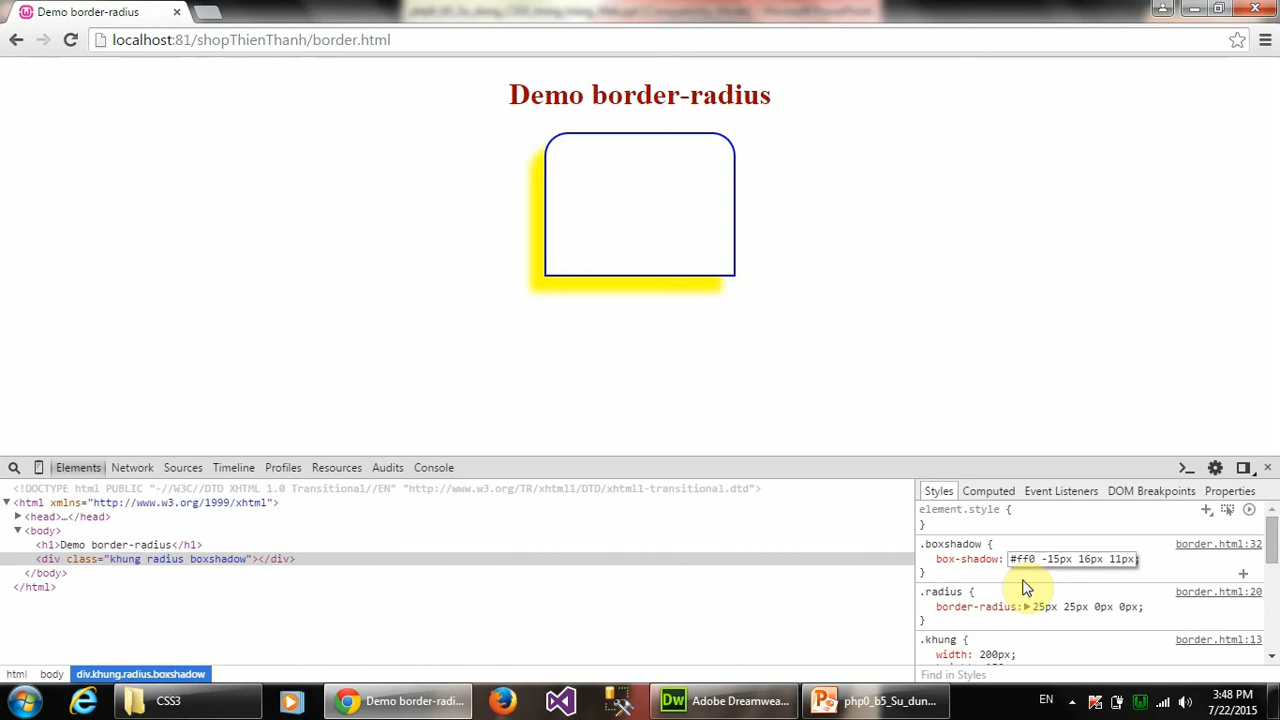 Demo border-radius
localhost:81/shopThienThanh/border.html
Demo border-radius
Elements Network Sources Timeline Profiles Resources Audits Console
<!DOCTYPE html PUBLIC "-//W3C//DTD XHTML 1.0 Transitional//EN" "http://www.w3.org/TR/xhtml1/DTD/xhtml1-transitional.dtd">
<html xmlns="http://www.w3.org/1999/xhtml">
<head>…</head>
<body>
<h1>Demo border-radius</h1>
<div class="khung radius boxshadow"></div>
</body>
</html>
Styles Computed Event Listeners DOM Breakpoints Properties
element.style {
}
.boxshadow { border.html:32
box-shadow: #ff0 -15px 16px 11px;
}
.radius { border.html:20
border-radius: 25px 25px 0px 0px;
}
.khung { border.html:13
width: 200px;
html body div.khung.radius.boxshadow
Find in Styles
CSS3
Demo border-radi...
Dw Adobe Dreamwea...
php0_b5_Su_dun...
EN
3:48 PM
7/22/2015